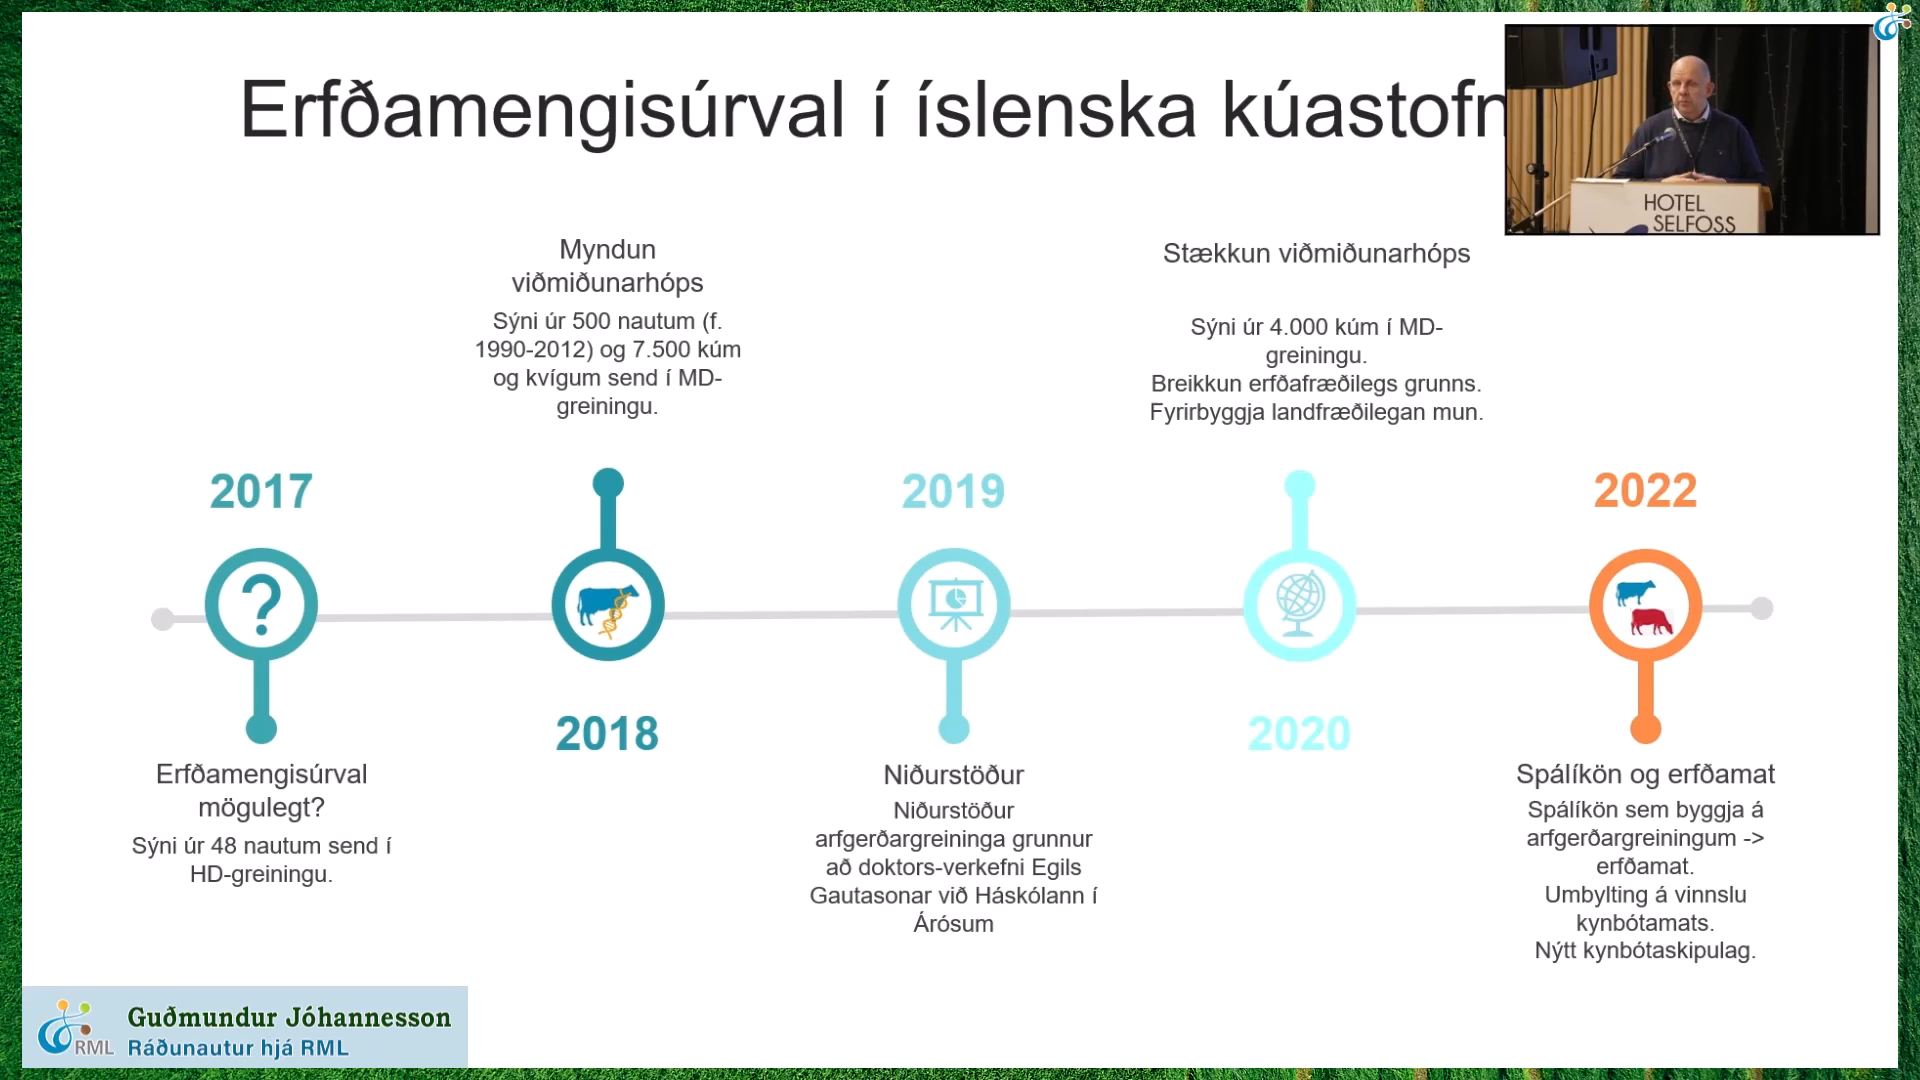 Erfðamengisúrval í íslenska kúastofn
HOTEL
SELFOSS
Myndun
viðmiðunarhóps
Sýni úr 500 nautum (f.
1990-2012) og 7.500 kúm
og kvígum send í MD-
greiningu.
Stækkun viðmiðunarhóps
Sýni úr 4.000 kúm í MD-
greiningu.
Breikkun erfðafræðilegs grunns.
Fyrirbyggja landfræðilegan mun.
2017
2019
2022
?
2018
2020
Erfðamengisúrval
mögulegt?
Sýni úr 48 nautum send í
HD-greiningu.
Niðurstöður
Niðurstöður
arfgerðargreininga grunnur
að doktors-verkefni Egils
Gautasonar við Háskólann í
Árósum
Spálíkön og erfðamat
Spálíkön sem byggja á
arfgerðargreiningum ->
erfðamat.
Umbylting á vinnslu
kynbótamats.
Nýtt kynbótaskipulag.
RML
Guðmundur Jóhannesson
Ráðunautur hjá RML